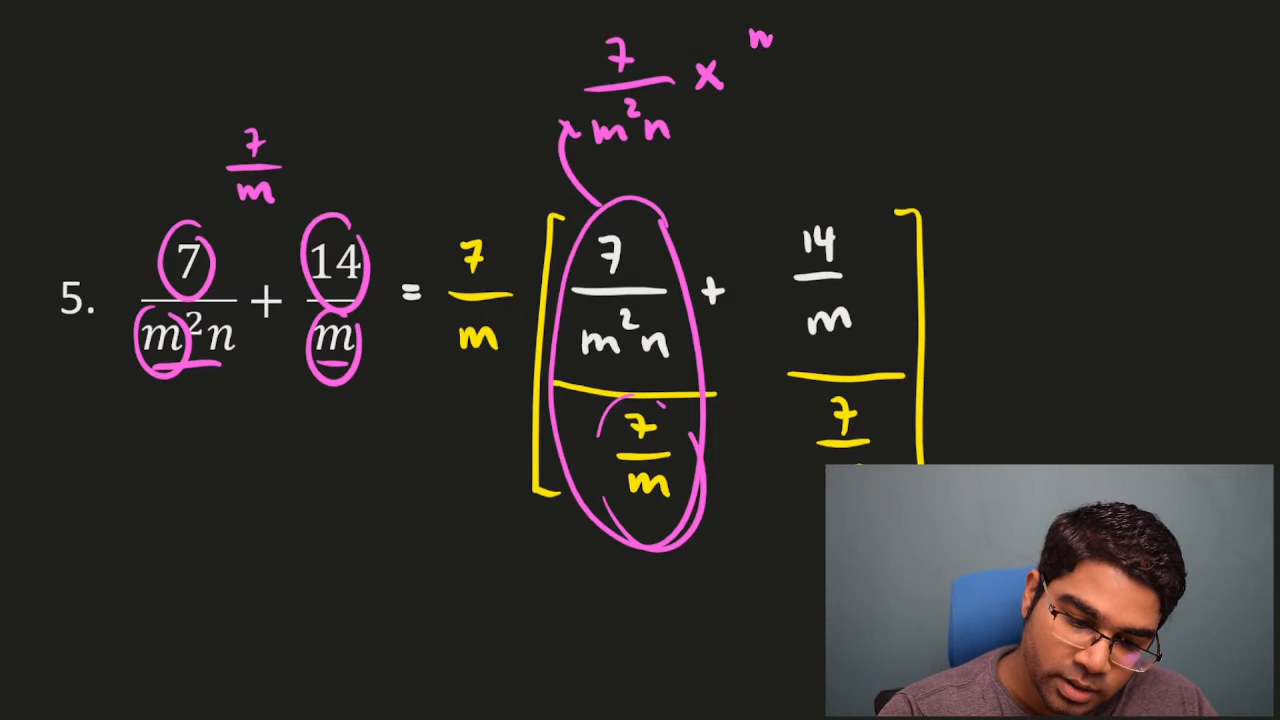 7/m²n × m
7/m
5. 7/m²n + 14/m = 7/m [ (7/m²n)/(7/m) + (14/m)/(7/ ]